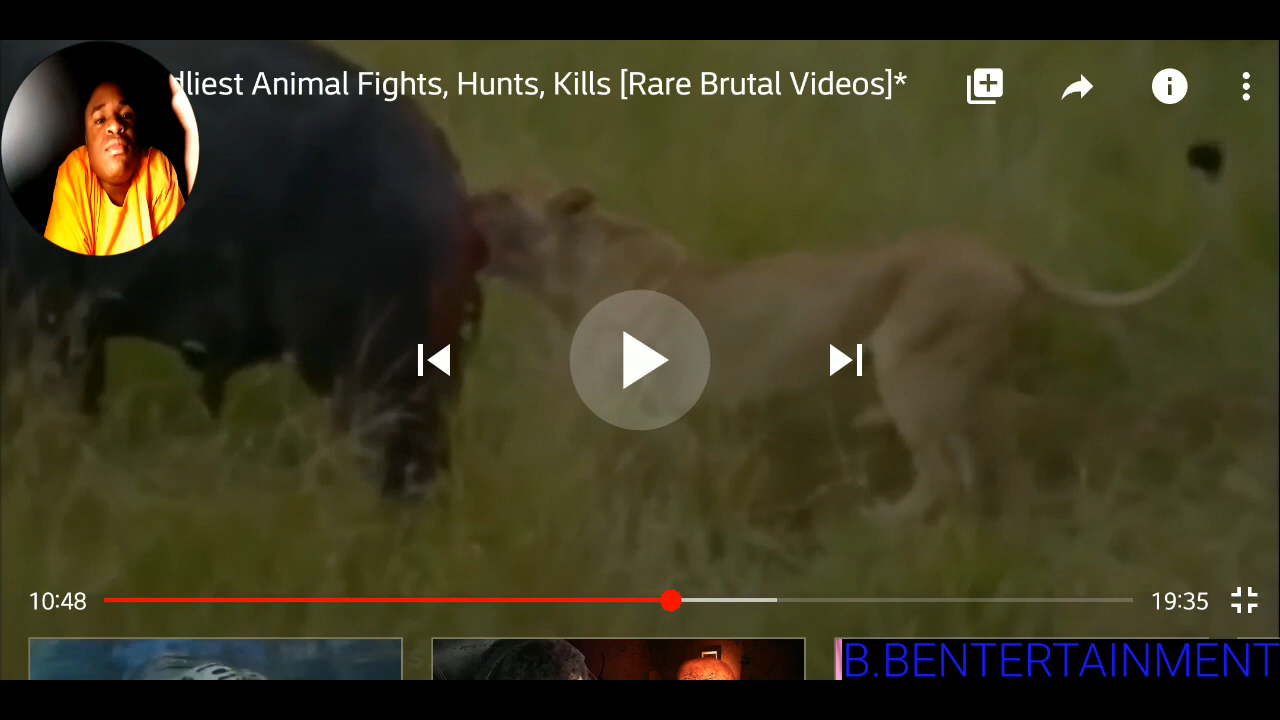 dliest Animal Fights, Hunts, Kills [Rare Brutal Videos]*
10:48
19:35
B.BENTERTAINMENT